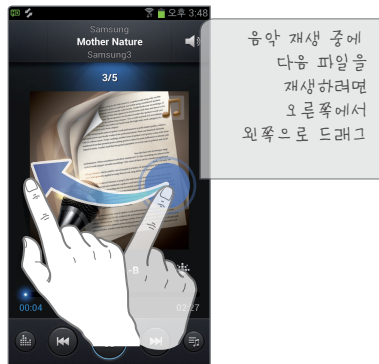 오후 3:48
Samsung
Mother Nature
Samsung3
3/5
음악 재생 중에
다음 파일을
재생하려면
오른쪽에서
왼쪽으로 드래그
00:04
02:27